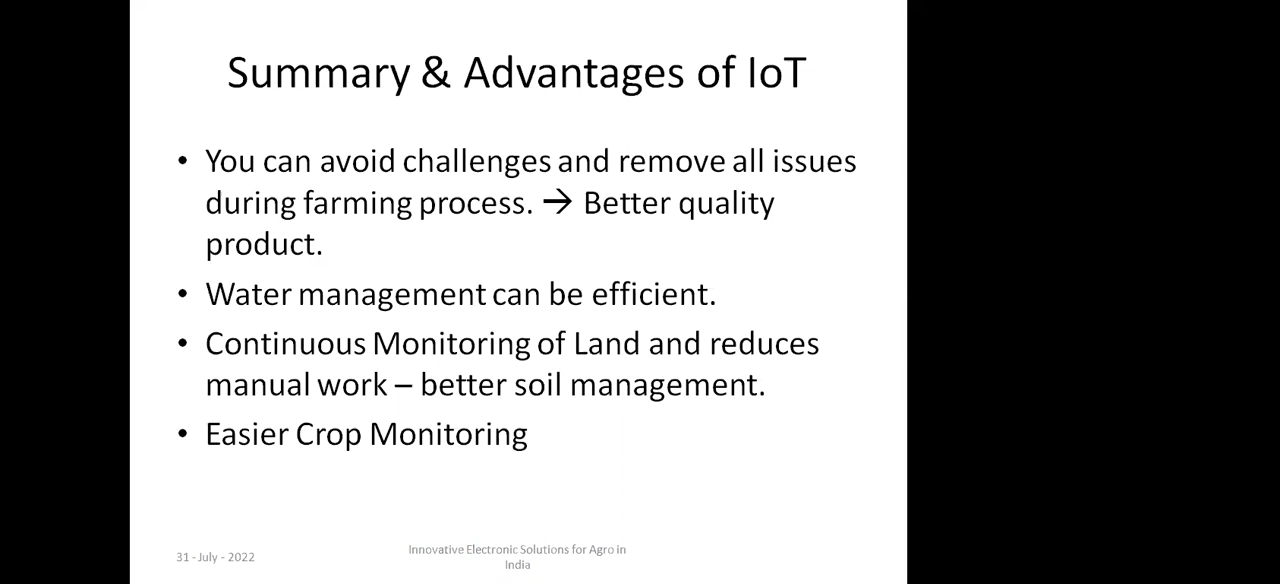 Summary & Advantages of IoT
• You can avoid challenges and remove all issues
during farming process. → Better quality
product.
• Water management can be efficient.
• Continuous Monitoring of Land and reduces
manual work – better soil management.
• Easier Crop Monitoring
31 - July - 2022
Innovative Electronic Solutions for Agro in
India